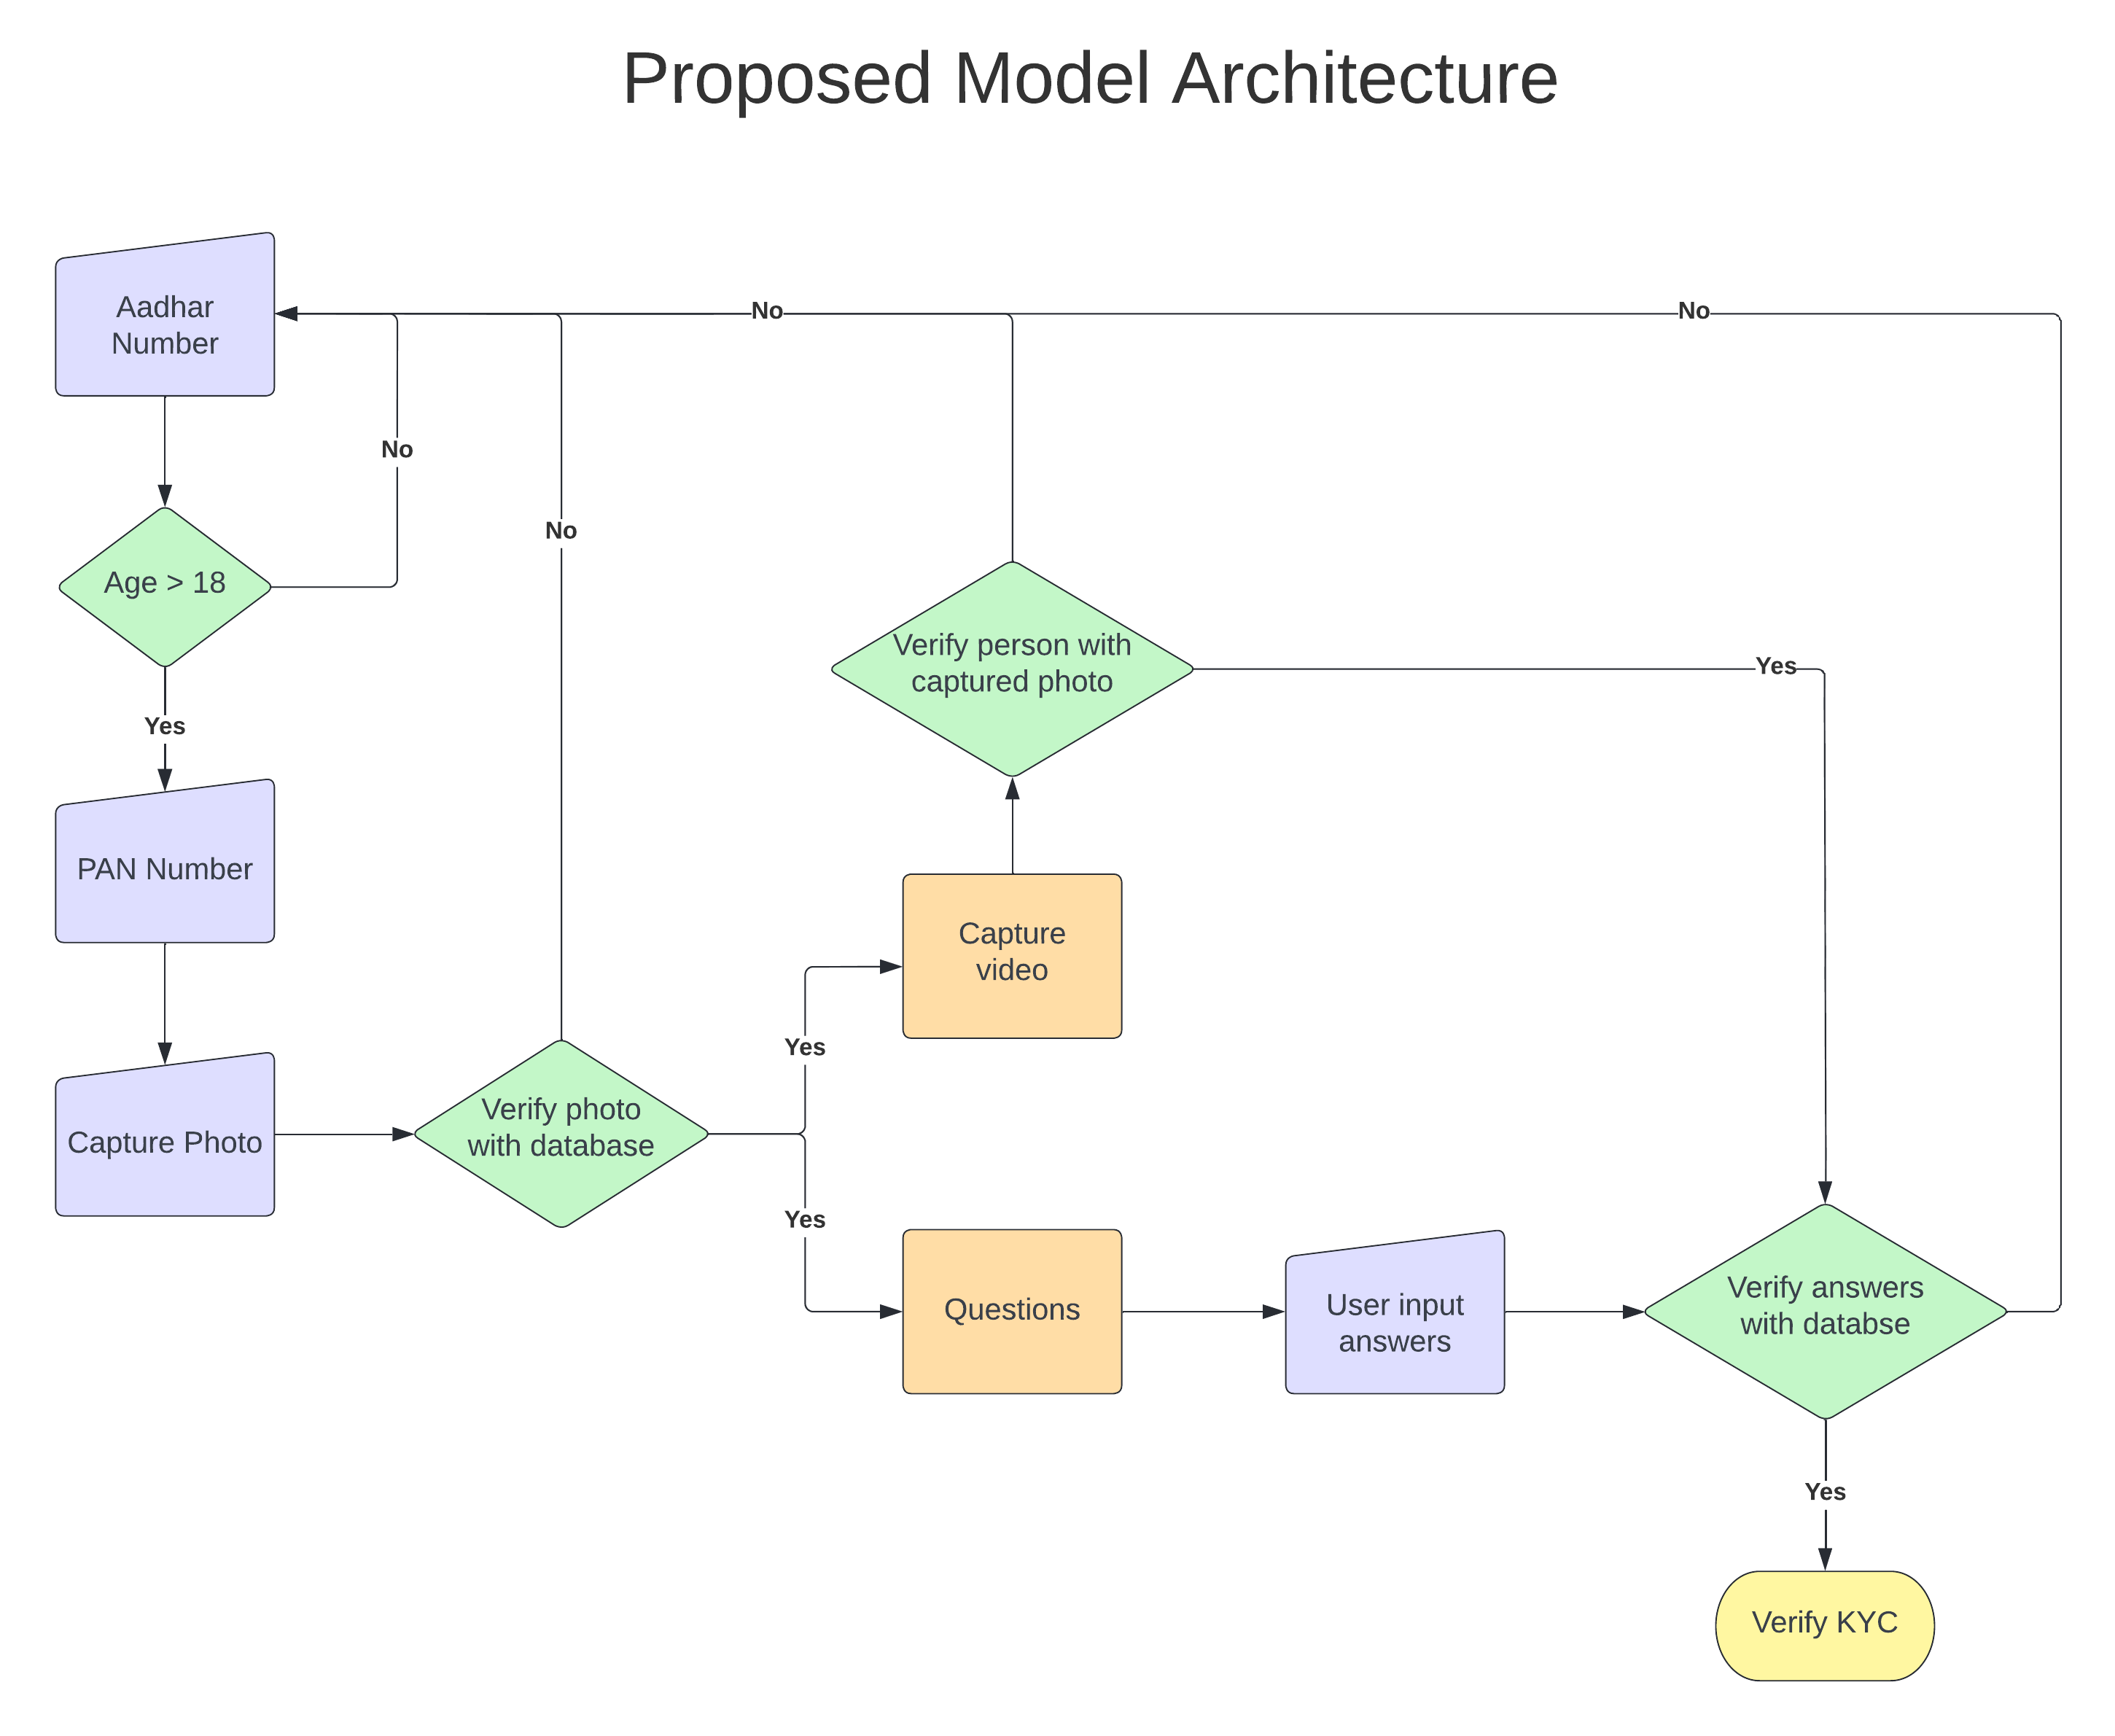 Proposed Model Architecture
Aadhar
Number
No
No
No
No
Age > 18
Yes
Verify person with
captured photo
Yes
PAN Number
Capture
video
Yes
Capture Photo
Verify photo
with database
Yes
Questions
User input
answers
Verify answers
with databse
Yes
Verify KYC